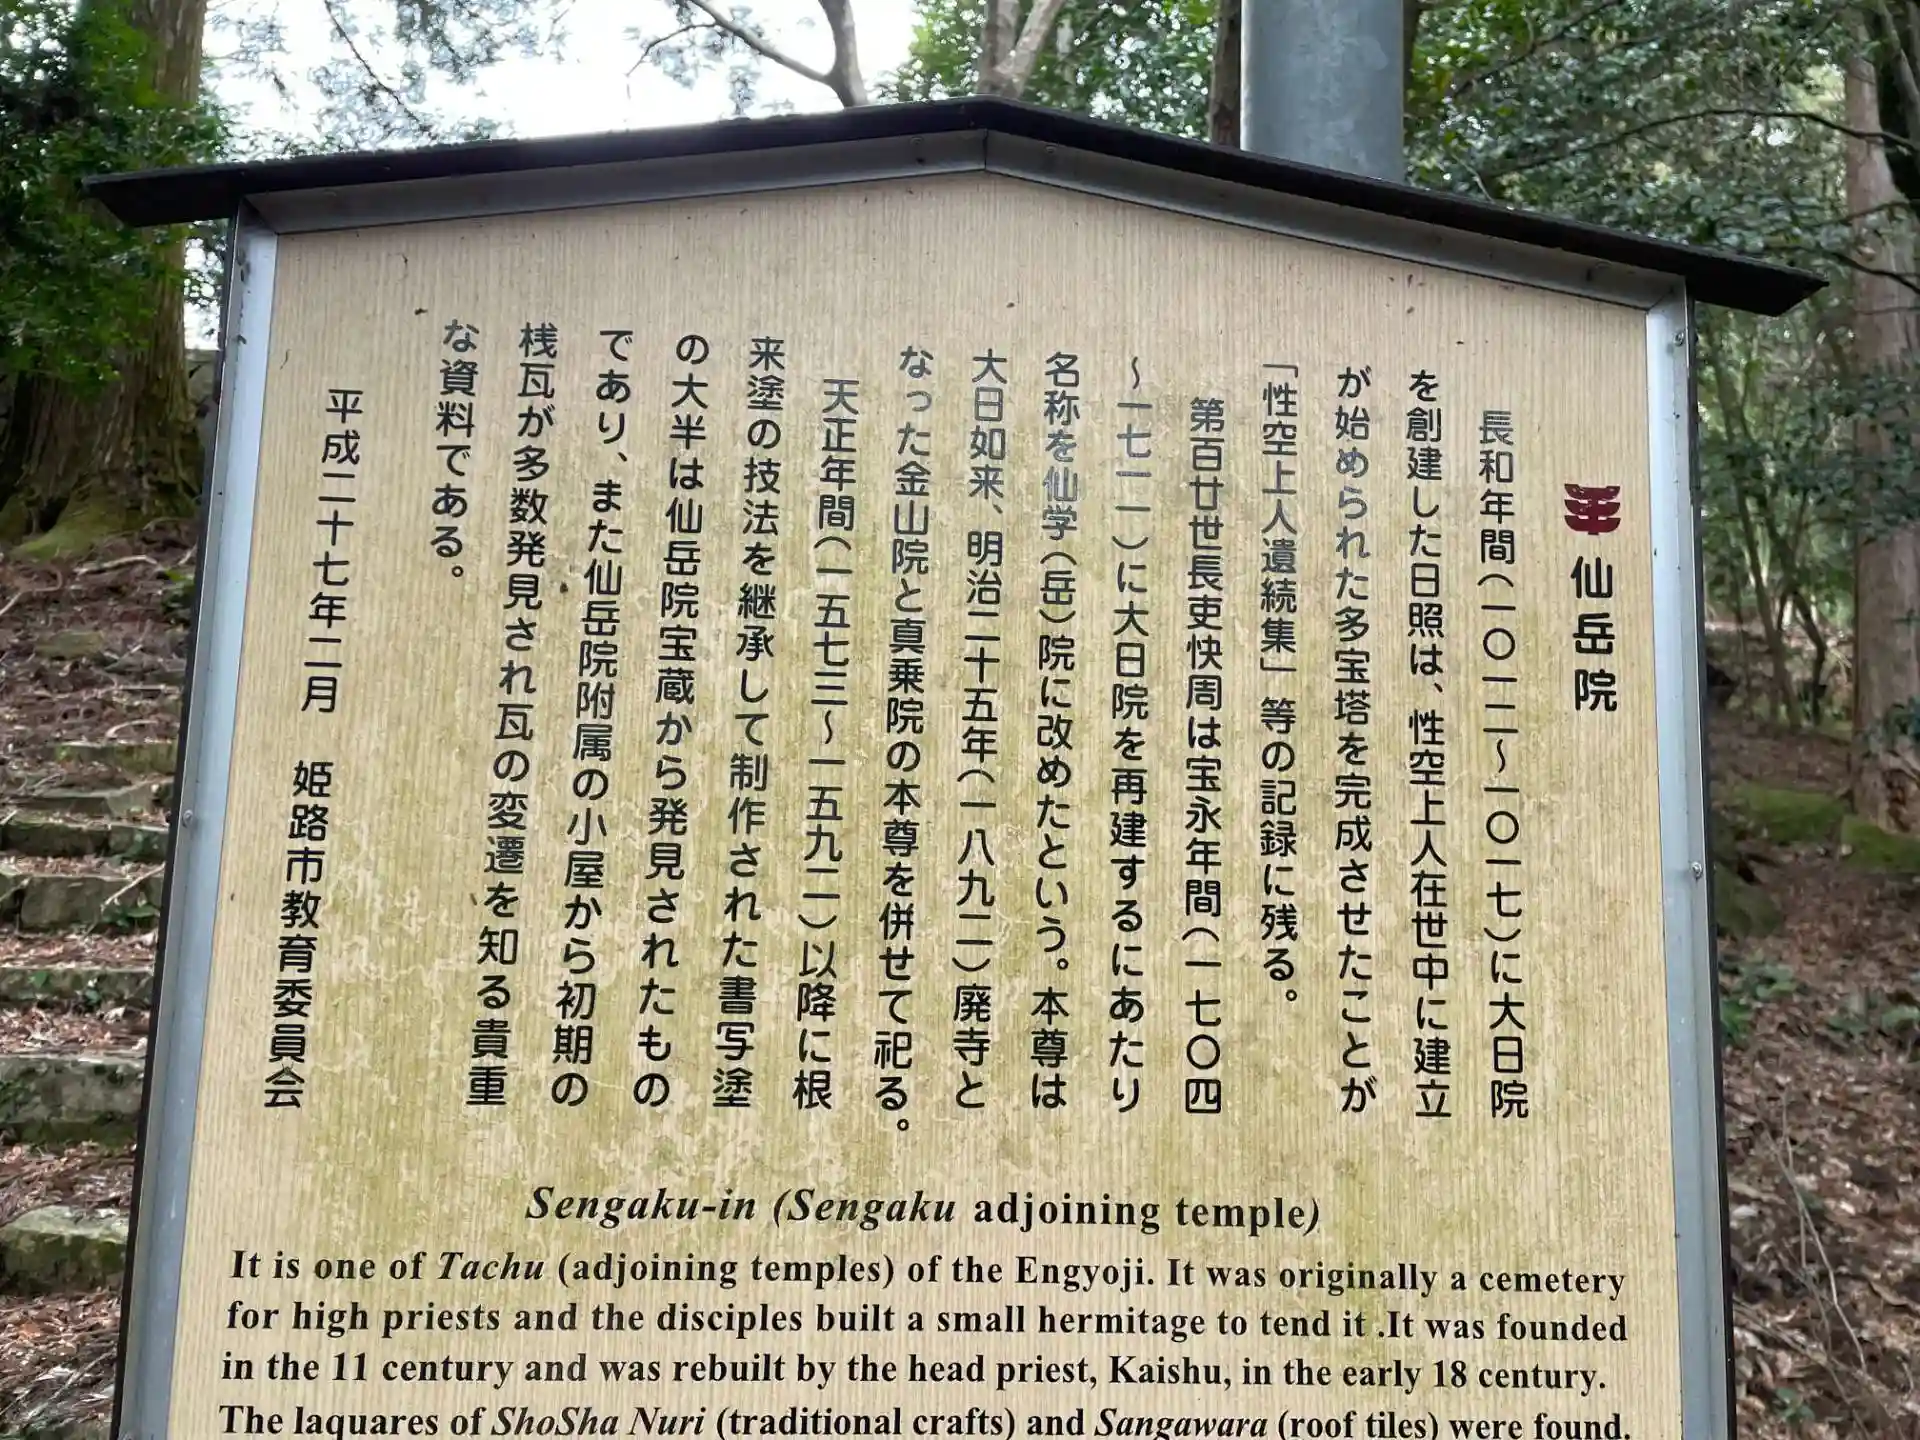 仙岳院
長和年間(一〇一二〜一〇一七)に大日院
を創建した日照は、性空上人在世中に建立
が始められた多宝塔を完成させたことが
「性空上人遺続集」等の記録に残る。
第百廿世長吏快周は宝永年間(一七〇四
〜一七一一)に大日院を再建するにあたり
名称を仙学(岳)院に改めたという。本尊は
大日如来、明治二十五年(一八九二)廃寺と
なった金山院と真乗院の本尊を併せて祀る。
天正年間(一五七三〜一五九二)以降に根
来塗の技法を継承して制作された書写塗
の大半は仙岳院宝蔵から発見されたもの
であり、また仙岳院附属の小屋から初期の
桟瓦が多数発見され瓦の変遷を知る貴重
な資料である。
平成二十七年二月　姫路市教育委員会
Sengaku-in (Sengaku adjoining temple)
It is one of Tachu (adjoining temples) of the Engyoji. It was originally a cemetery
for high priests and the disciples built a small hermitage to tend it .It was founded
in the 11 century and was rebuilt by the head priest, Kaishu, in the early 18 century.
The laquares of ShoSha Nuri (traditional crafts) and Sangawara (roof tiles) were found.